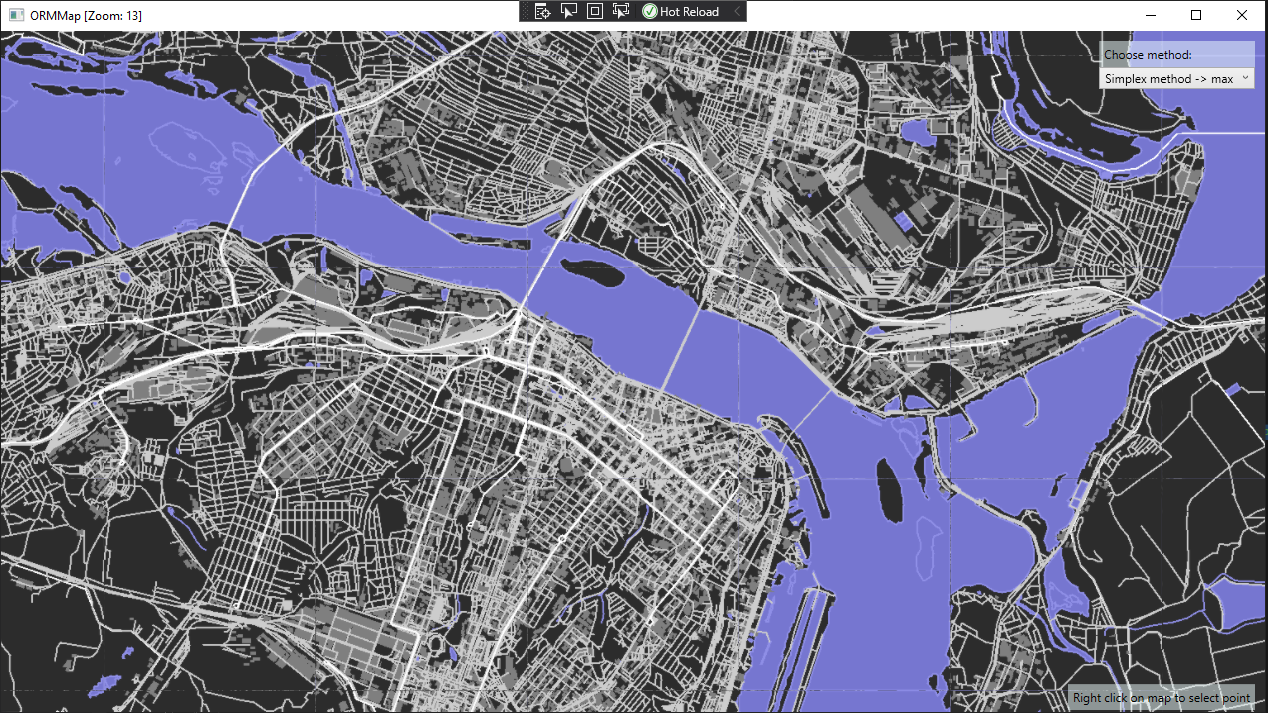 ORMMap [Zoom: 13]
Hot Reload
Choose method:
Simplex method -> max
Right click on map to select point